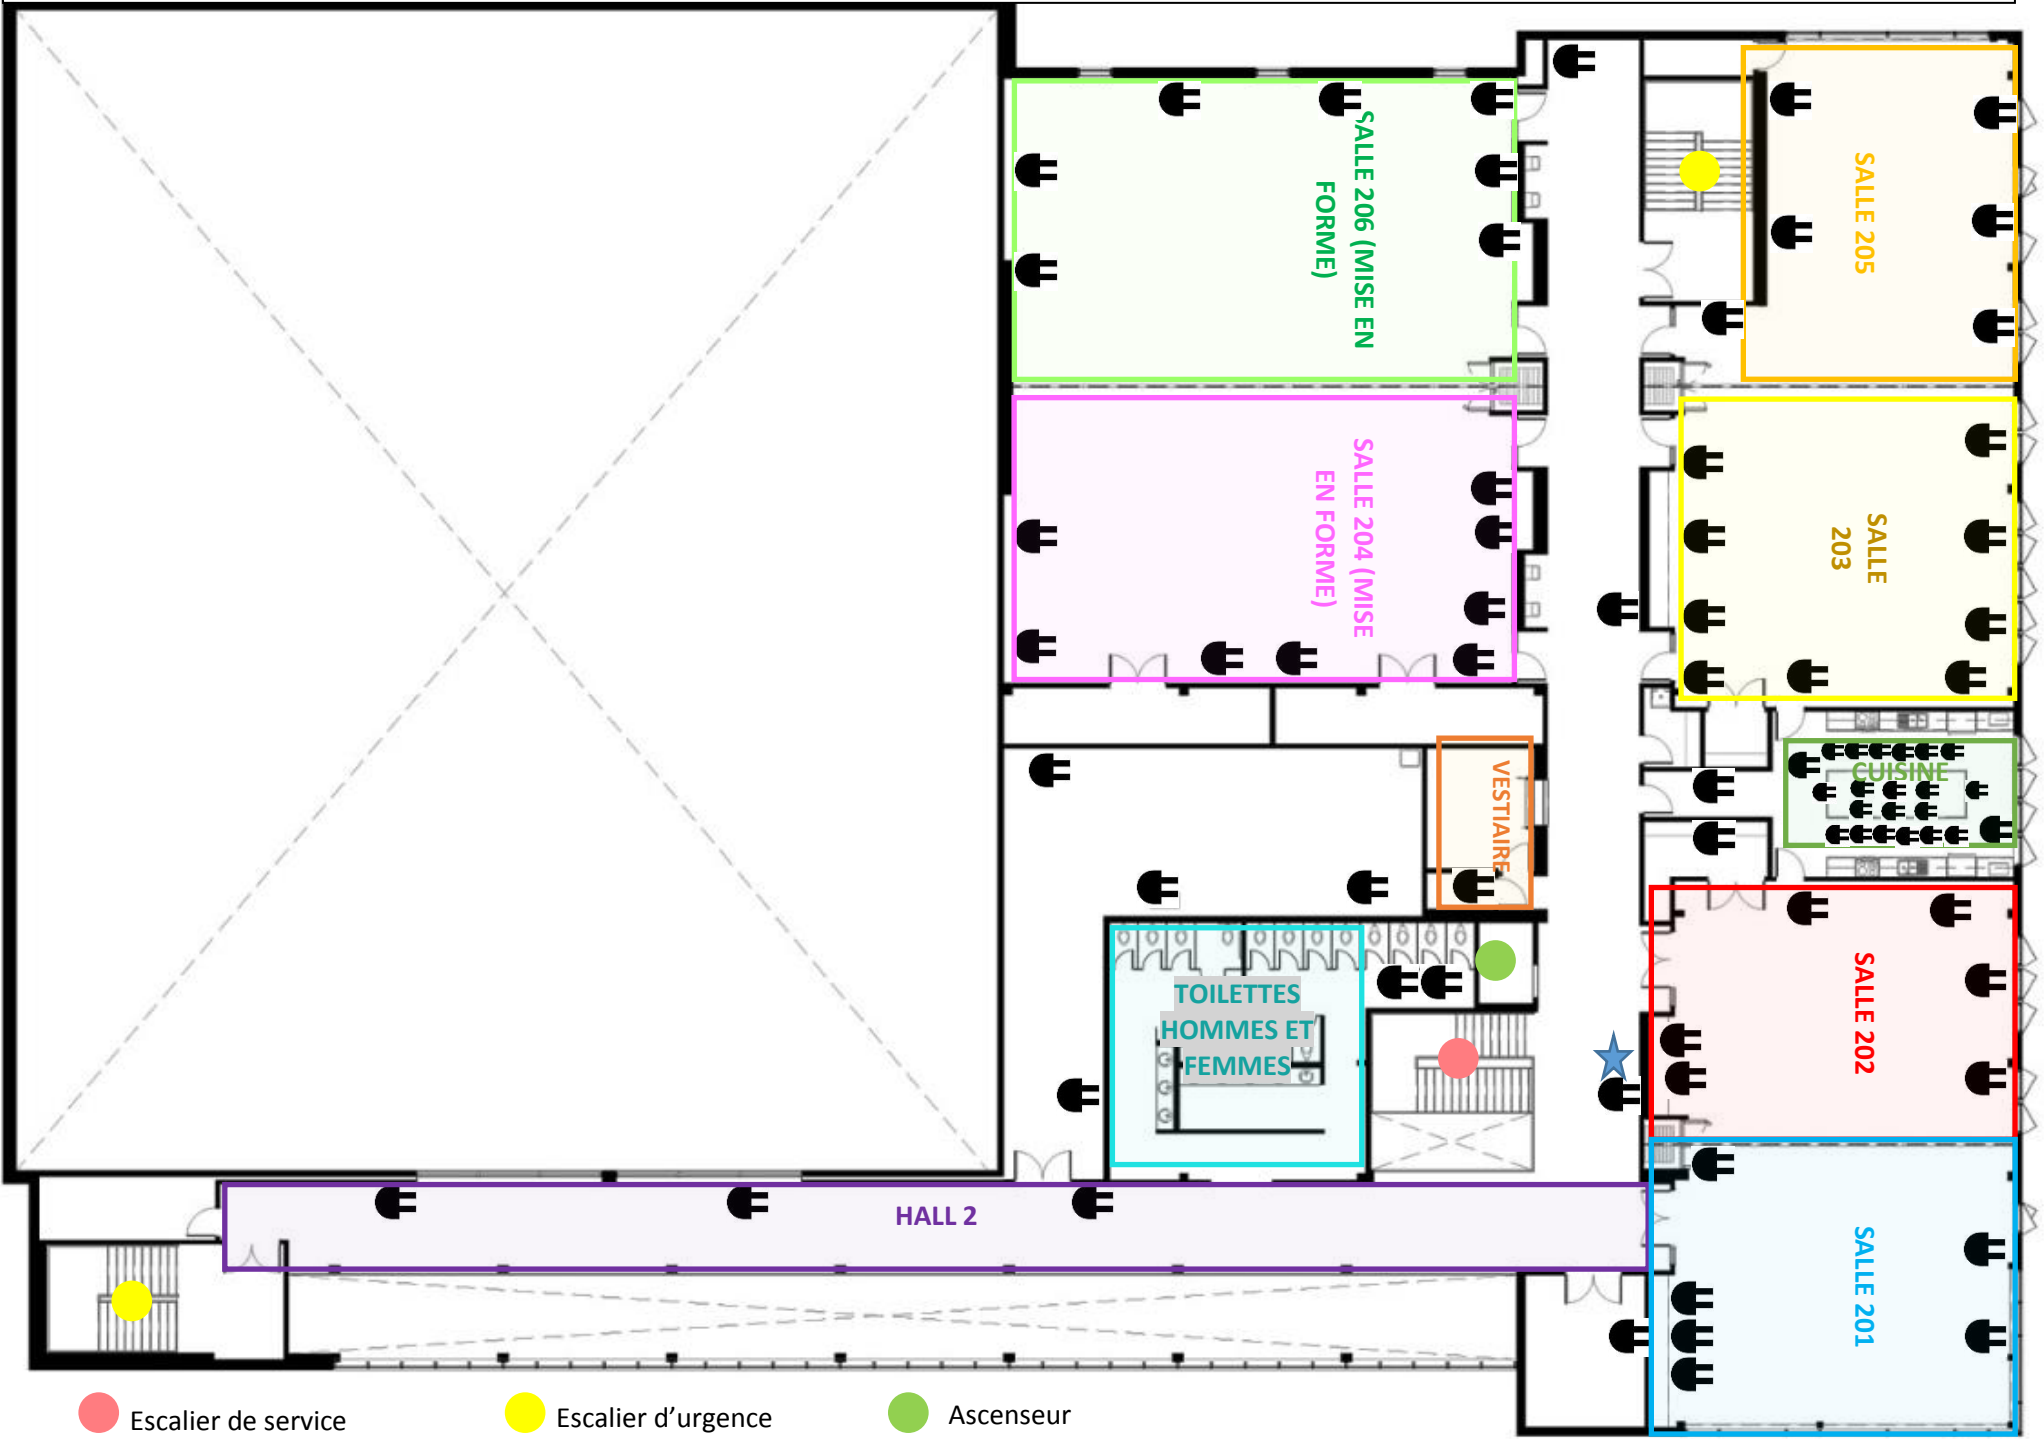 SALLE 206 (MISE EN
FORME)
SALLE 205
SALLE 204 (MISE
EN FORME)
SALLE
203
VESTIAIRE
CUISINE
TOILETTES
HOMMES ET
FEMMES
SALLE 202
HALL 2
SALLE 201
Escalier de service
Escalier d’urgence
Ascenseur